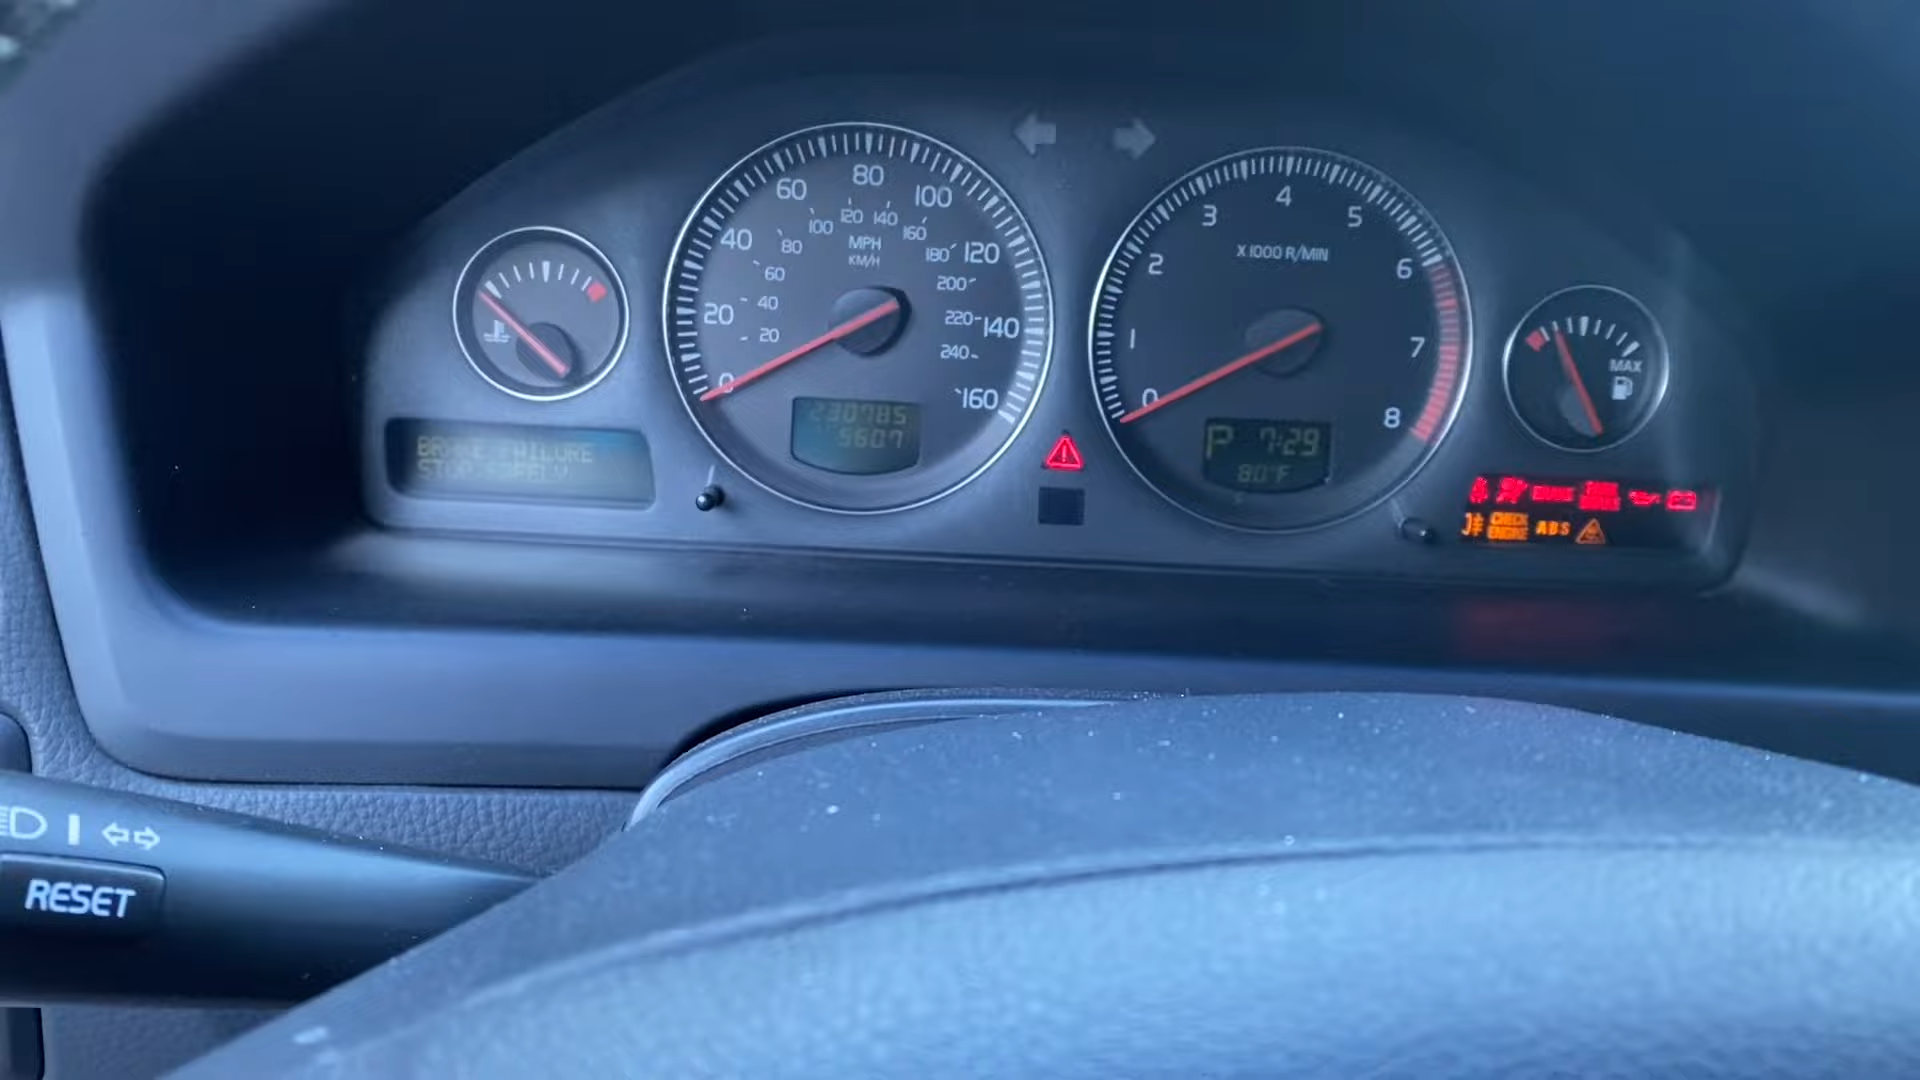 60
80
100
40
120
20
140
0
160
100
120
140
160
80
180
60
200
40
220
20
240
MPH
KM/H
230785
5607
BRAKE FAILURE
STOP SAFELY
4
3
5
2
6
1
7
0
8
X 1000 R/MIN
P 7:29
80°F
MAX
BRAKE
CHECK
ENGINE
ABS
RESET